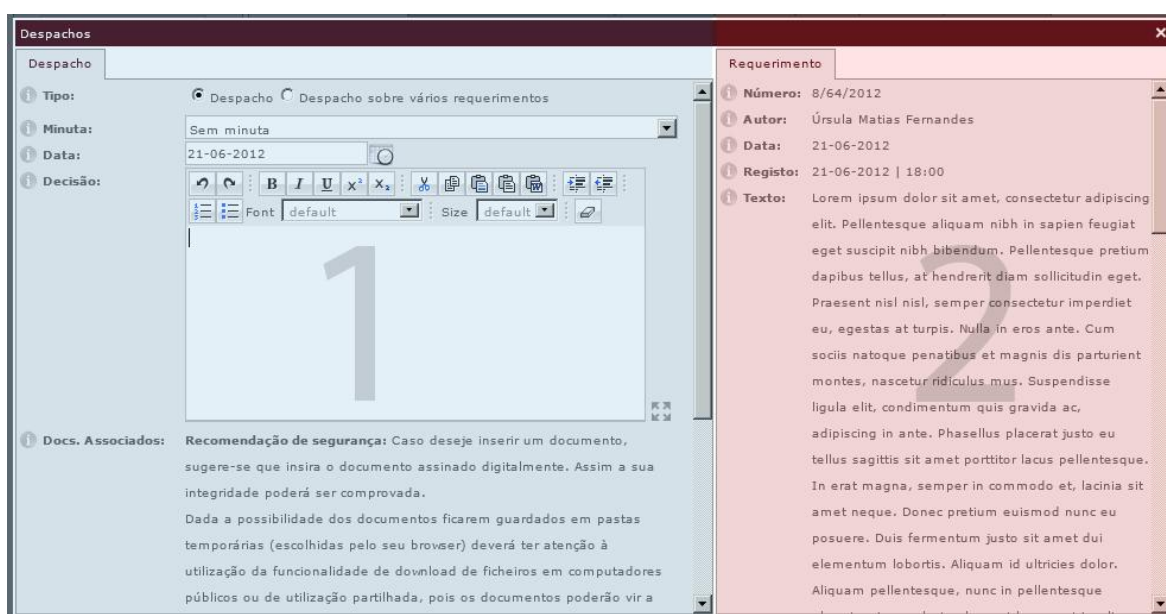 Despachos
Despacho
Tipo: Despacho Despacho sobre vários requerimentos
Minuta: Sem minuta
Data: 21-06-2012
Decisão: B I U x² x₂
Font default Size default
1
Docs. Associados: Recomendação de segurança: Caso deseje inserir um documento,
sugere-se que insira o documento assinado digitalmente. Assim a sua
integridade poderá ser comprovada.
Dada a possibilidade dos documentos ficarem guardados em pastas
temporárias (escolhidas pelo seu browser) deverá ter atenção à
utilização da funcionalidade de download de ficheiros em computadores
públicos ou de utilização partilhada, pois os documentos poderão vir a
Requerimento
Número: 8/64/2012
Autor: Úrsula Matias Fernandes
Data: 21-06-2012
Registo: 21-06-2012 | 18:00
Texto: Lorem ipsum dolor sit amet, consectetur adipiscing
elit. Pellentesque aliquam nibh in sapien feugiat
eget suscipit nibh bibendum. Pellentesque pretium
dapibus tellus, at hendrerit diam sollicitudin eget.
Praesent nisl nisl, semper consectetur imperdiet
eu, egestas at turpis. Nulla in eros ante. Cum
sociis natoque penatibus et magnis dis parturient
montes, nascetur ridiculus mus. Suspendisse
ligula elit, condimentum quis gravida ac,
adipiscing in ante. Phasellus placerat justo eu
tellus sagittis sit amet porttitor lacus pellentesque.
In erat magna, semper in commodo et, lacinia sit
amet neque. Donec pretium euismod nunc eu
posuere. Duis fermentum justo sit amet dui
elementum lobortis. Aliquam id ultricies dolor.
Aliquam pellentesque, nunc in pellentesque
2